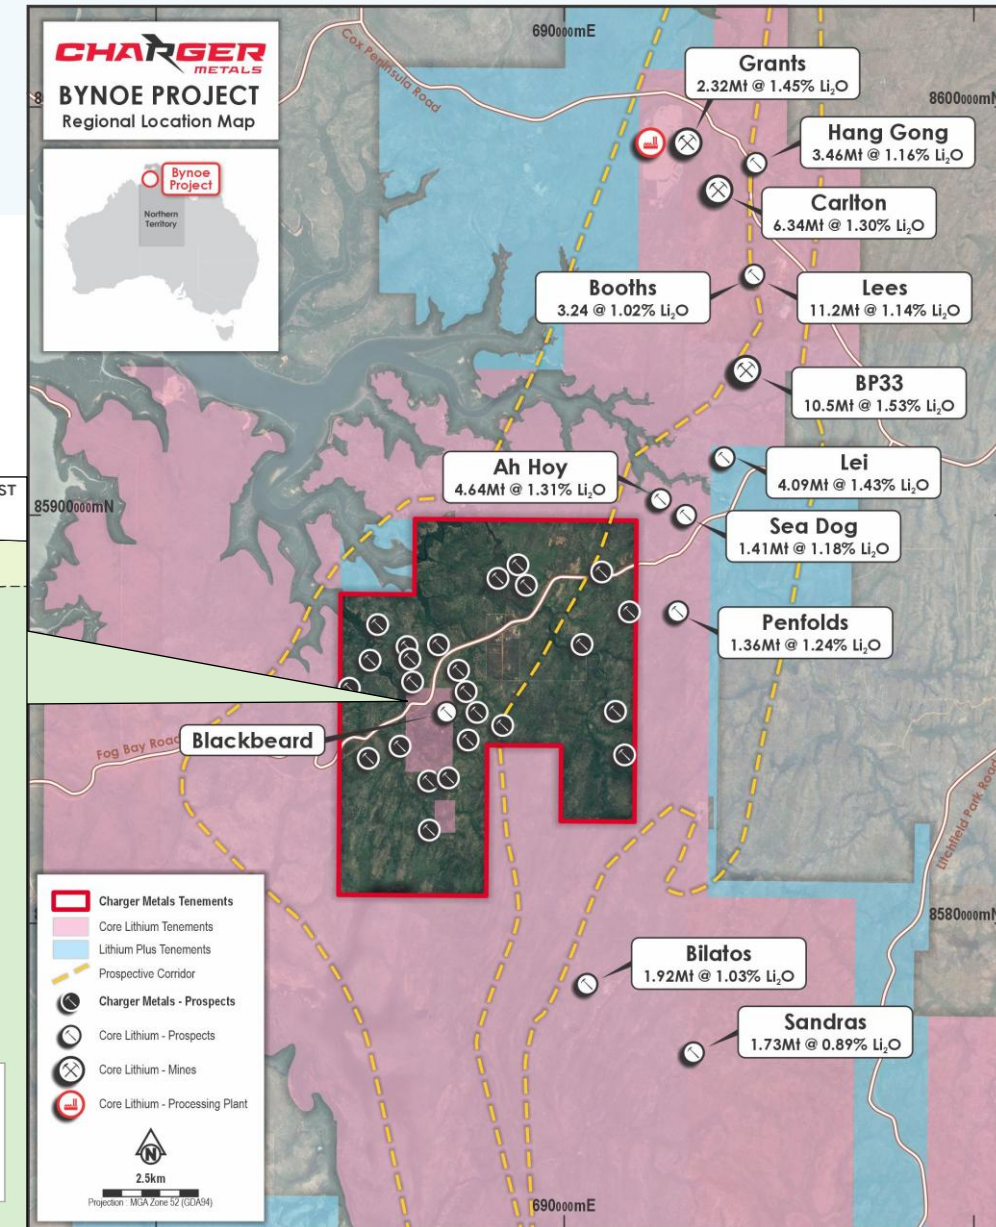 CHARGER
METALS
BYNOE PROJECT
Regional Location Map
Bynoe
Project
Northern
Territory
690000mE
Cox Peninsula Road
8600000mN
Grants
2.32Mt @ 1.45% Li₂O
Hang Gong
3.46Mt @ 1.16% Li₂O
Carlton
6.34Mt @ 1.30% Li₂O
Booths
3.24 @ 1.02% Li₂O
Lees
11.2Mt @ 1.14% Li₂O
BP33
10.5Mt @ 1.53% Li₂O
Ah Hoy
4.64Mt @ 1.31% Li₂O
Lei
4.09Mt @ 1.43% Li₂O
ST
85900000mN
Sea Dog
1.41Mt @ 1.18% Li₂O
Penfolds
1.36Mt @ 1.24% Li₂O
Blackbeard
Fog Bay Road
Litchfield Park Road
8580000mN
Charger Metals Tenements
Core Lithium Tenements
Lithium Plus Tenements
Prospective Corridor
Charger Metals - Prospects
Core Lithium - Prospects
Core Lithium - Mines
Core Lithium - Processing Plant
N
2.5km
Projection : MGA Zone 52 (GDA94)
Bilatos
1.92Mt @ 1.03% Li₂O
Sandras
1.73Mt @ 0.89% Li₂O
690000mE